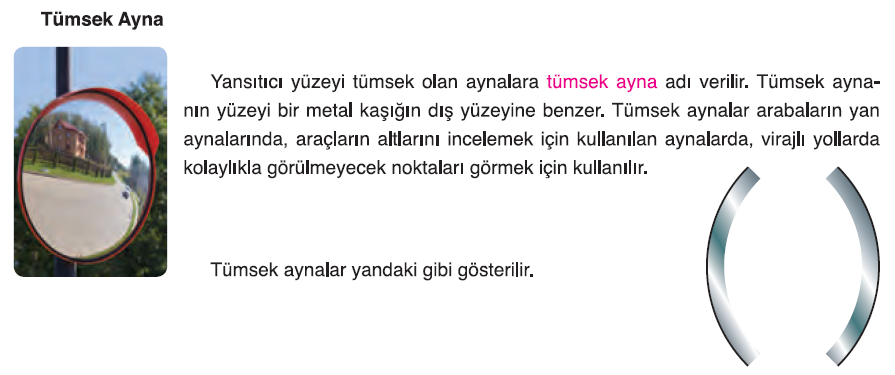 Tümsek Ayna
Yansıtıcı yüzeyi tümsek olan aynalara tümsek ayna adı verilir. Tümsek ayna-
nın yüzeyi bir metal kaşığın dış yüzeyine benzer. Tümsek aynalar arabaların yan
aynalarında, araçların altlarını incelemek için kullanılan aynalarda, virajlı yollarda
kolaylıkla görülmeyecek noktaları görmek için kullanılır.
Tümsek aynalar yandaki gibi gösterilir.